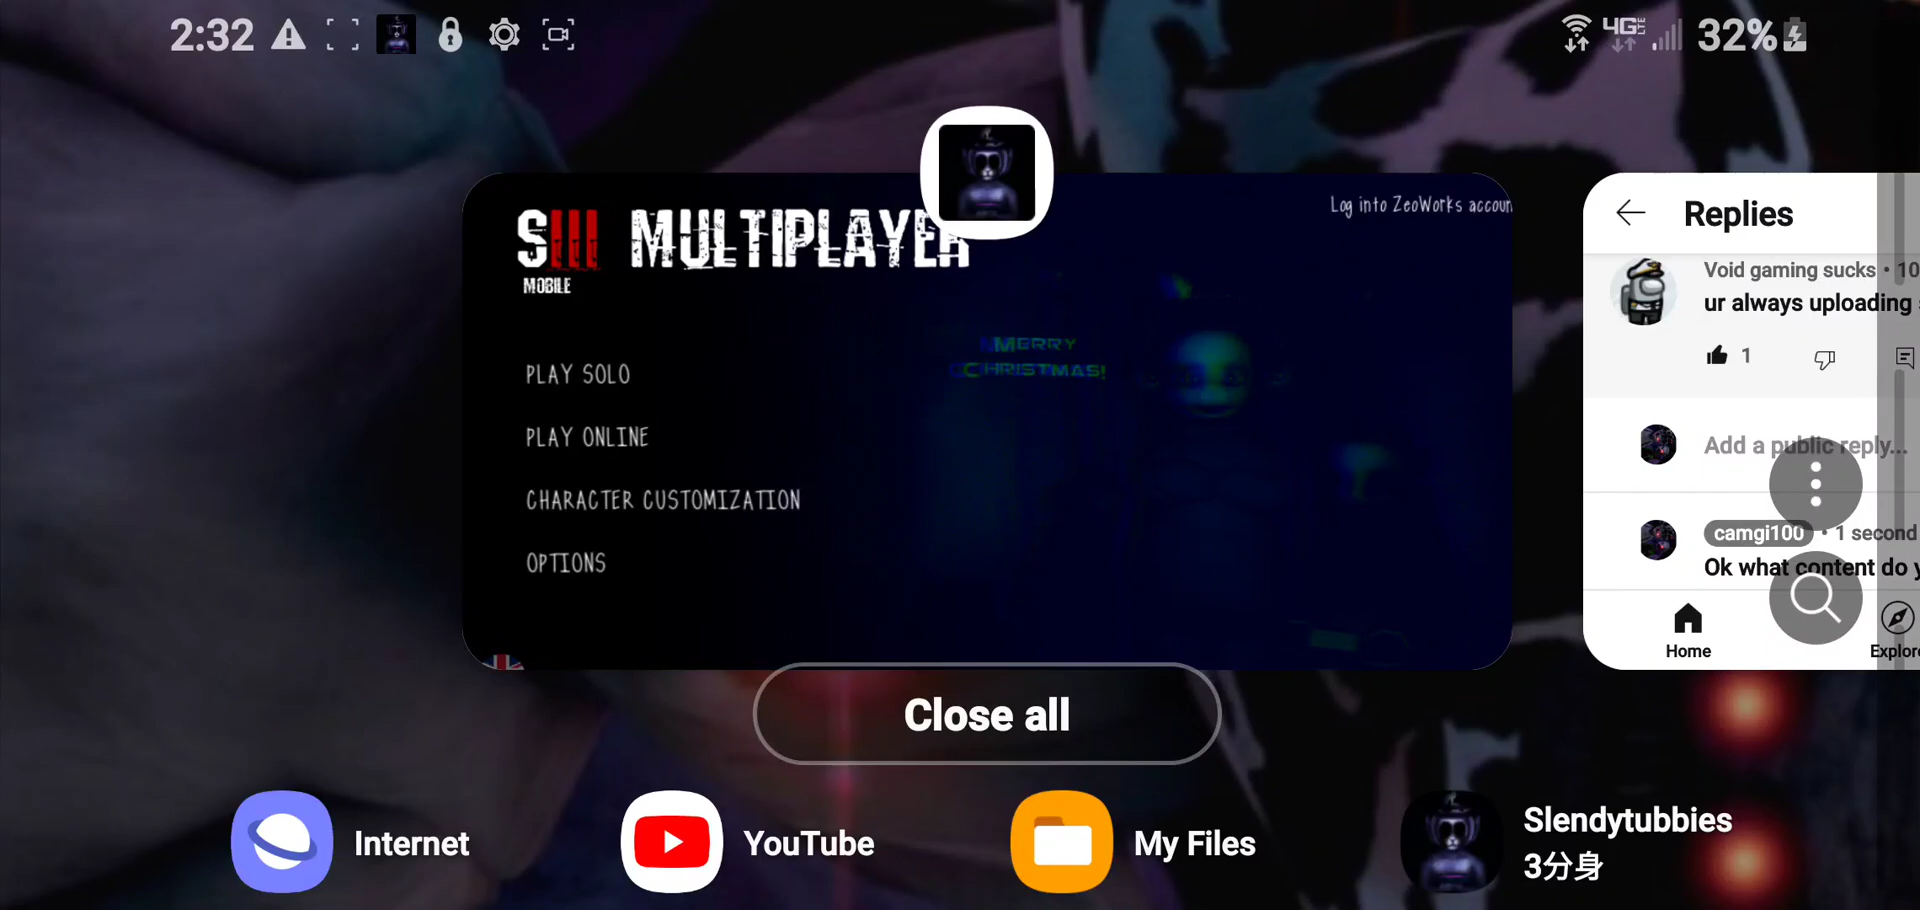 2:32
4G LTE
32%
SIII MULTIPLAYER
MOBILE
Log into ZeoWorks accoun
MERRY
CHRISTMAS!
PLAY SOLO
PLAY ONLINE
CHARACTER CUSTOMIZATION
OPTIONS
Replies
Void gaming sucks • 10
ur always uploading
1
Add a public reply...
camgi100 • 1 second
Ok what content do y
Home
Explore
Close all
Internet
YouTube
My Files
Slendytubbies
3分身